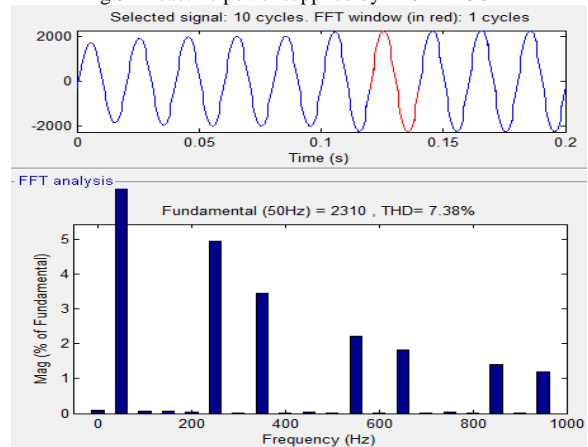 Selected signal: 10 cycles. FFT window (in red): 1 cycles
2000
0
-2000
0 0.05 0.1 0.15 0.2
Time (s)
FFT analysis
Fundamental (50Hz) = 2310 , THD= 7.38%
Mag (% of Fundamental)
5
4
3
2
1
0
0 200 400 600 800 1000
Frequency (Hz)